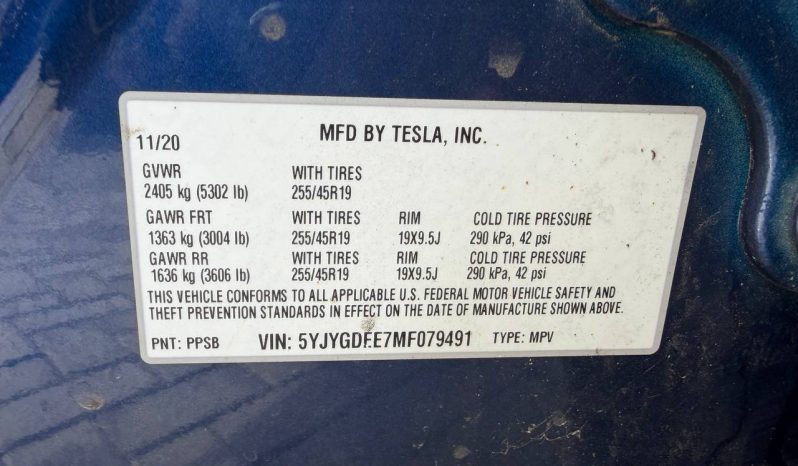 MFD BY TESLA, INC.
11/20
GVWR WITH TIRES
2405 kg (5302 lb) 255/45R19
GAWR FRT WITH TIRES RIM COLD TIRE PRESSURE
1363 kg (3004 lb) 255/45R19 19X9.5J 290 kPa, 42 psi
GAWR RR WITH TIRES RIM COLD TIRE PRESSURE
1636 kg (3606 lb) 255/45R19 19X9.5J 290 kPa, 42 psi
THIS VEHICLE CONFORMS TO ALL APPLICABLE U.S. FEDERAL MOTOR VEHICLE SAFETY AND
THEFT PREVENTION STANDARDS IN EFFECT ON THE DATE OF MANUFACTURE SHOWN ABOVE.
PNT: PPSB VIN: 5YJYGDEE7MF079491 TYPE: MPV